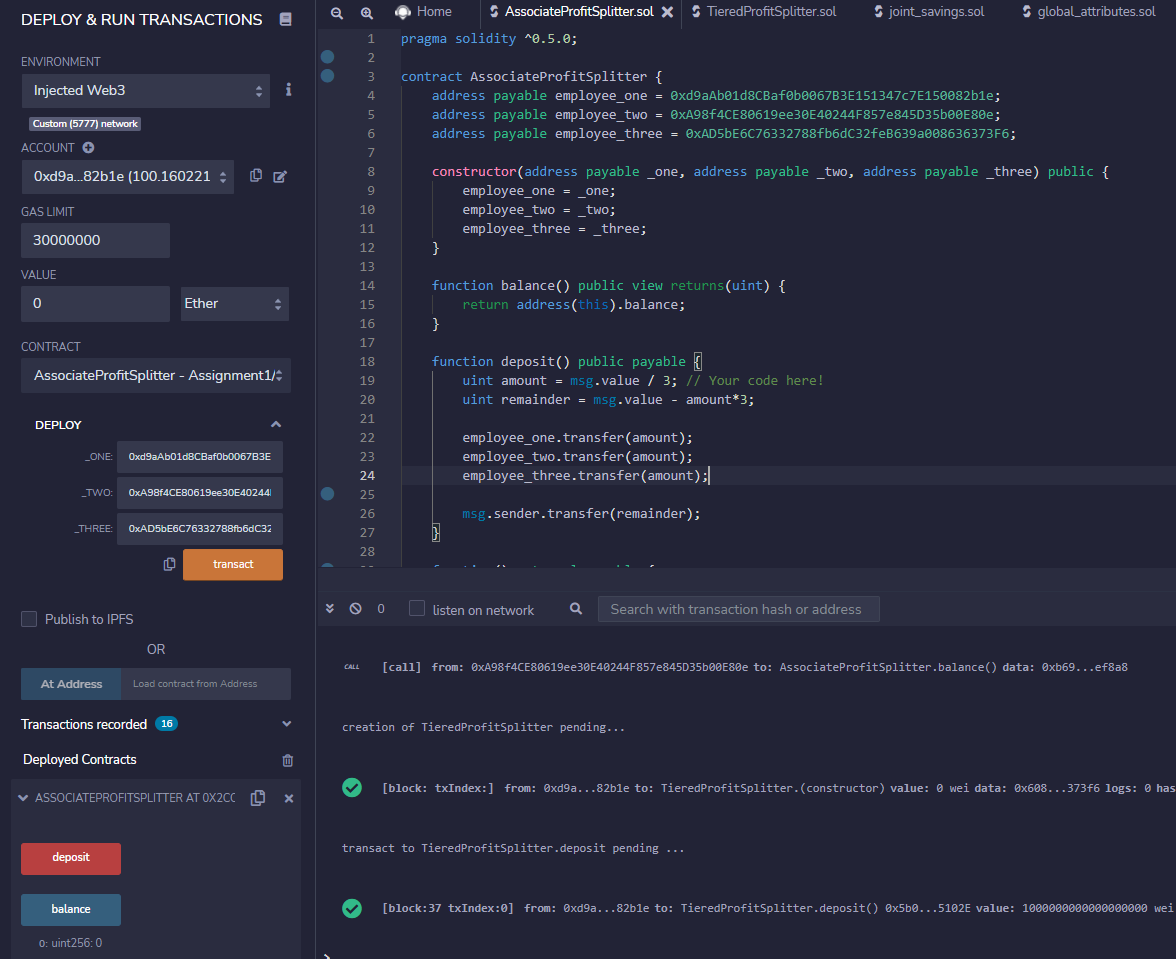 DEPLOY & RUN TRANSACTIONS
ENVIRONMENT
Injected Web3
Custom (5777) network
ACCOUNT
0xd9a...82b1e (100.160221
GAS LIMIT
30000000
VALUE
0 Ether
CONTRACT
AssociateProfitSplitter - Assignment1/
DEPLOY
_ONE: 0xd9aAb01d8CBaf0b0067B3E
_TWO: 0xA98f4CE80619ee30E40244
_THREE: 0xAD5bE6C76332788fb6dC32
transact
Publish to IPFS
OR
At Address Load contract from Address
Transactions recorded 16
Deployed Contracts
ASSOCIATEPROFITSPLITTER AT 0X2CC
deposit
balance
0: uint256: 0
Home AssociateProfitSplitter.sol TieredProfitSplitter.sol joint_savings.sol global_attributes.sol
1 pragma solidity ^0.5.0;
2
3 contract AssociateProfitSplitter {
4 address payable employee_one = 0xd9aAb01d8CBaf0b0067B3E151347c7E150082b1e;
5 address payable employee_two = 0xA98f4CE80619ee30E40244F857e845D35b00E80e;
6 address payable employee_three = 0xAD5bE6C76332788fb6dC32feB639a008636373F6;
7
8 constructor(address payable _one, address payable _two, address payable _three) public {
9 employee_one = _one;
10 employee_two = _two;
11 employee_three = _three;
12 }
13
14 function balance() public view returns(uint) {
15 return address(this).balance;
16 }
17
18 function deposit() public payable {
19 uint amount = msg.value / 3; // Your code here!
20 uint remainder = msg.value - amount*3;
21
22 employee_one.transfer(amount);
23 employee_two.transfer(amount);
24 employee_three.transfer(amount);
25
26 msg.sender.transfer(remainder);
27 }
28
0 listen on network Search with transaction hash or address
CALL [call] from: 0xA98f4CE80619ee30E40244F857e845D35b00E80e to: AssociateProfitSplitter.balance() data: 0xb69...ef8a8
creation of TieredProfitSplitter pending...
[block: txIndex:] from: 0xd9a...82b1e to: TieredProfitSplitter.(constructor) value: 0 wei data: 0x608...373f6 logs: 0 has
transact to TieredProfitSplitter.deposit pending ...
[block:37 txIndex:0] from: 0xd9a...82b1e to: TieredProfitSplitter.deposit() 0x5b0...5102E value: 1000000000000000000 wei
>